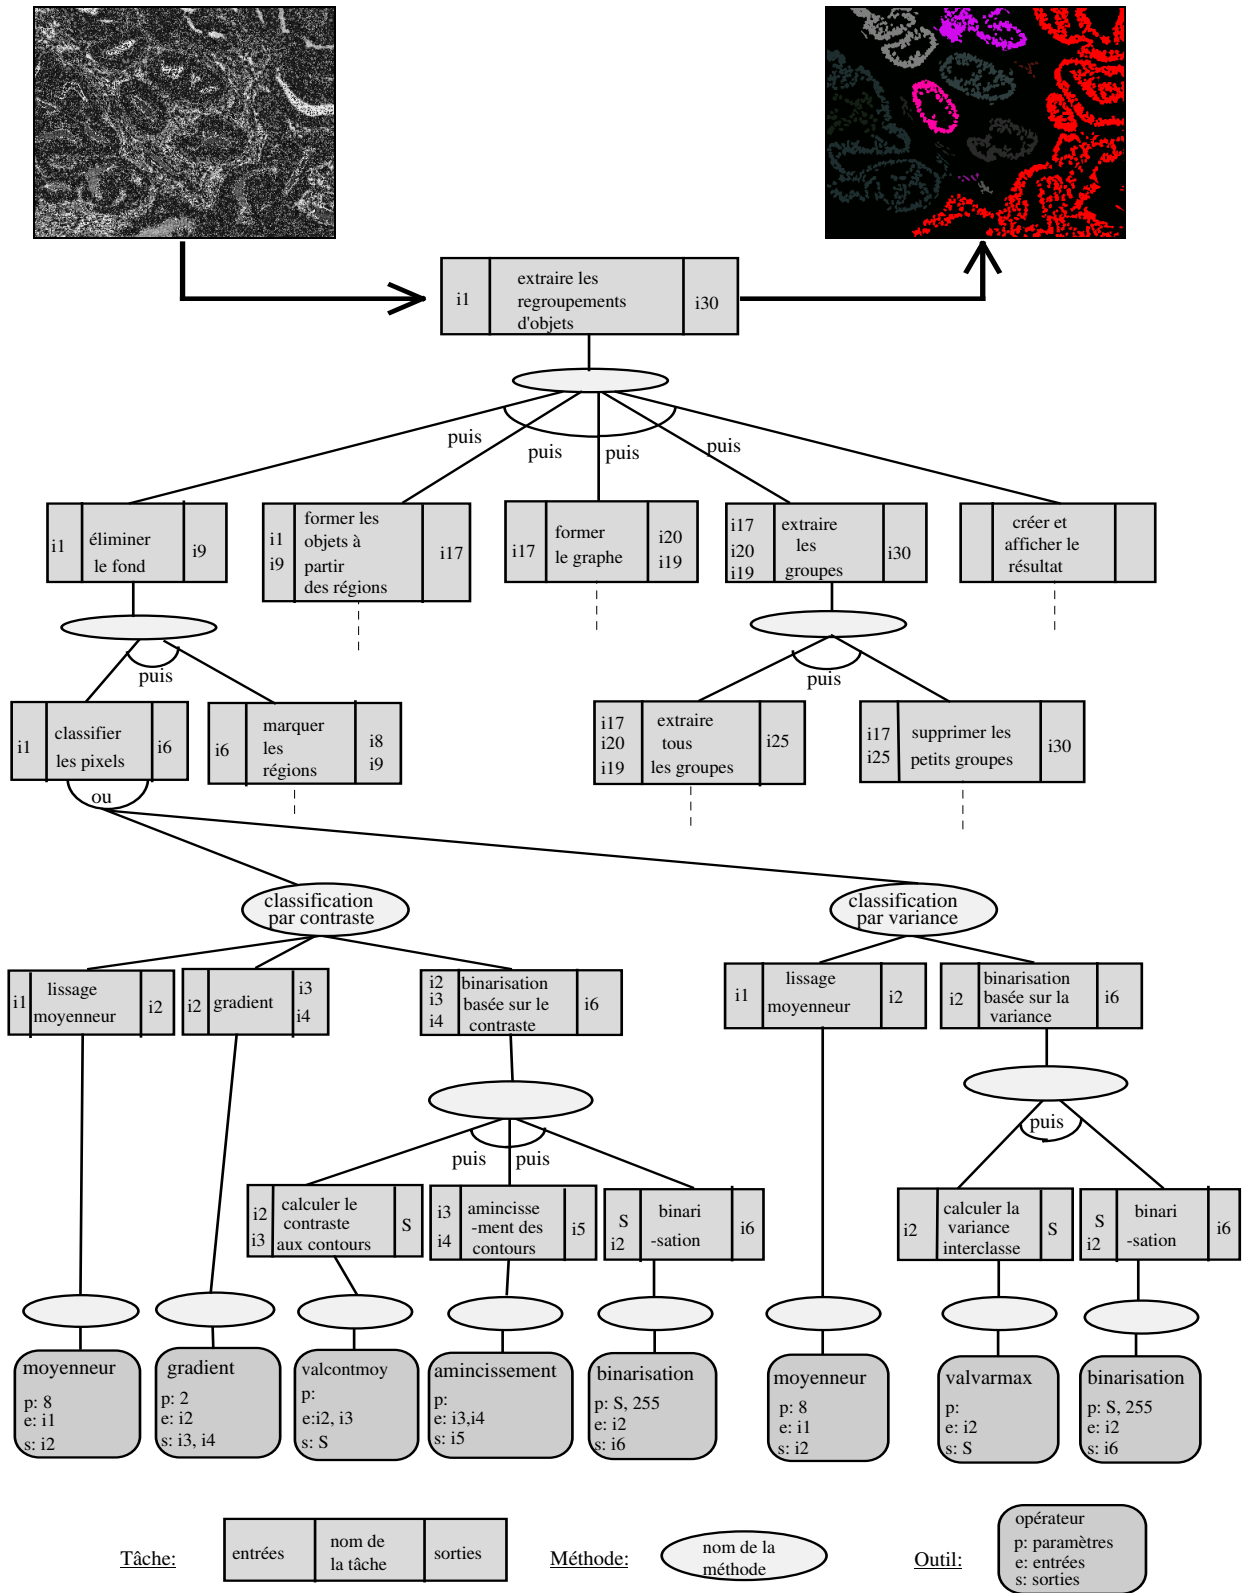 i1
extraire les
regroupements
d'objets
i30
puis
puis
puis
puis
i1
éliminer
le fond
i9
i1
i9
former les
objets à
partir
des régions
i17
i17
former
le graphe
i20
i19
i17
i20
i19
extraire
les
groupes
i30
créer et
afficher le
résultat
puis
puis
i1
classifier
les pixels
i6
i6
marquer
les
régions
i8
i9
i17
i20
i19
extraire
tous
les groupes
i25
i17
i25
supprimer les
petits groupes
i30
ou
classification
par contraste
classification
par variance
i1
lissage
moyenneur
i2
i2
gradient
i3
i4
i2
i3
i4
binarisation
basée sur le
contraste
i6
i1
lissage
moyenneur
i2
i2
binarisation
basée sur la
variance
i6
puis
puis
puis
i2
i3
calculer le
contraste
aux contours
S
i3
i4
amincisse
-ment des
contours
i5
S
i2
binari
-sation
i6
i2
calculer la
variance
interclasse
S
S
i2
binari
-sation
i6
moyenneur
p: 8
e: i1
s: i2
gradient
p: 2
e: i2
s: i3, i4
valcontmoy
p:
e:i2, i3
s: S
amincissement
p:
e: i3,i4
s: i5
binarisation
p: S, 255
e: i2
s: i6
moyenneur
p: 8
e: i1
s: i2
valvarmax
p:
e: i2
s: S
binarisation
p: S, 255
e: i2
s: i6
Tâche:
entrées
nom de
la tâche
sorties
Méthode:
nom de la
méthode
Outil:
opérateur
p: paramètres
e: entrées
s: sorties